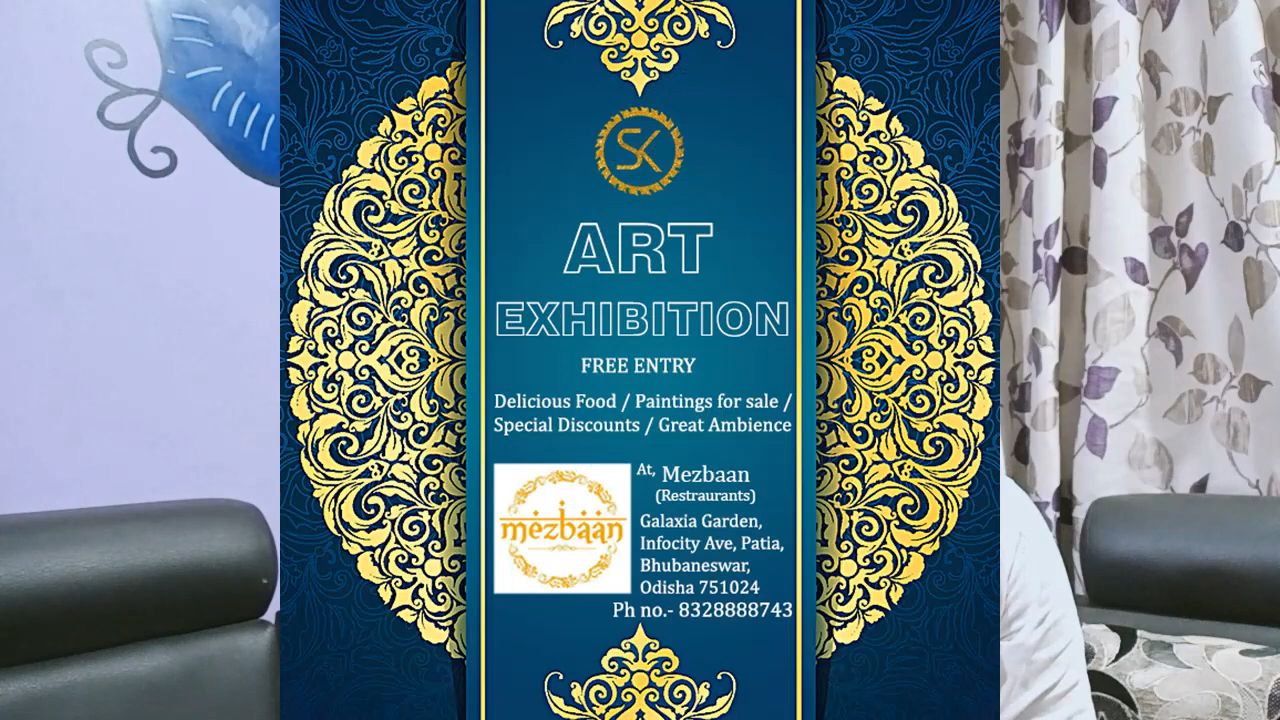 SK
ART
EXHIBITION
FREE ENTRY
Delicious Food / Paintings for sale /
Special Discounts / Great Ambience
mezbaan
At, Mezbaan
(Restraurants)
Galaxia Garden,
Infocity Ave, Patia,
Bhubaneswar,
Odisha 751024
Ph no.- 8328888743